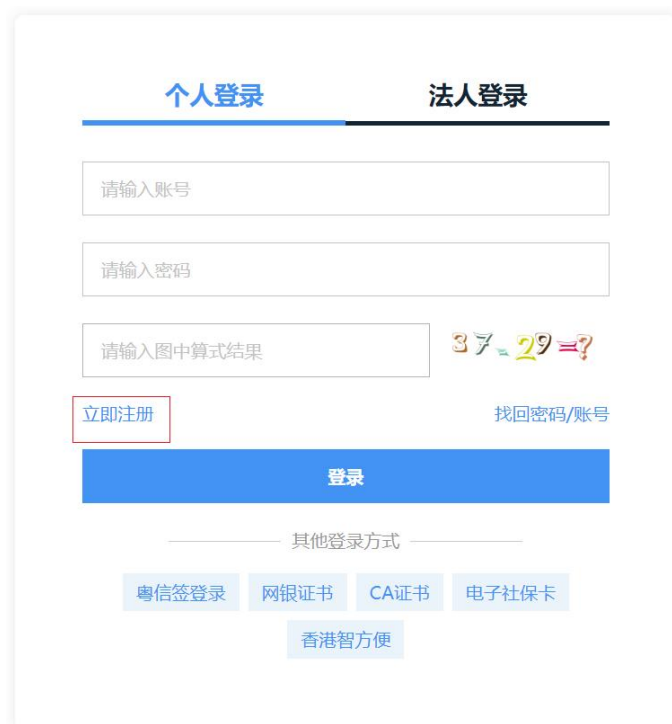 个人登录 法人登录
请输入账号
请输入密码
请输入图中算式结果 37-29=?
立即注册 找回密码/账号
登录
其他登录方式
粤信签登录 网银证书 CA证书 电子社保卡
香港智方便